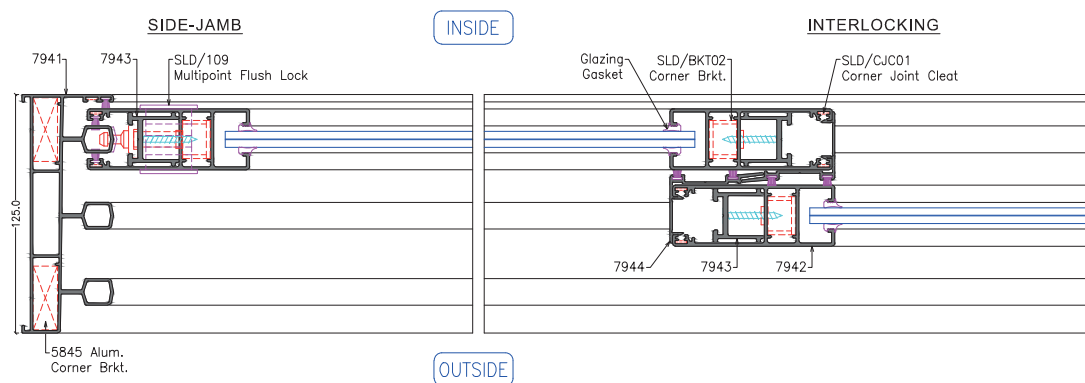 SIDE-JAMB
INSIDE
INTERLOCKING
7941
7943
SLD/109
Multipoint Flush Lock
Glazing
Gasket
SLD/BKT02
Corner Brkt.
SLD/CJC01
Corner Joint Cleat
125.0
7944
7943
7942
5845 Alum.
Corner Brkt.
OUTSIDE